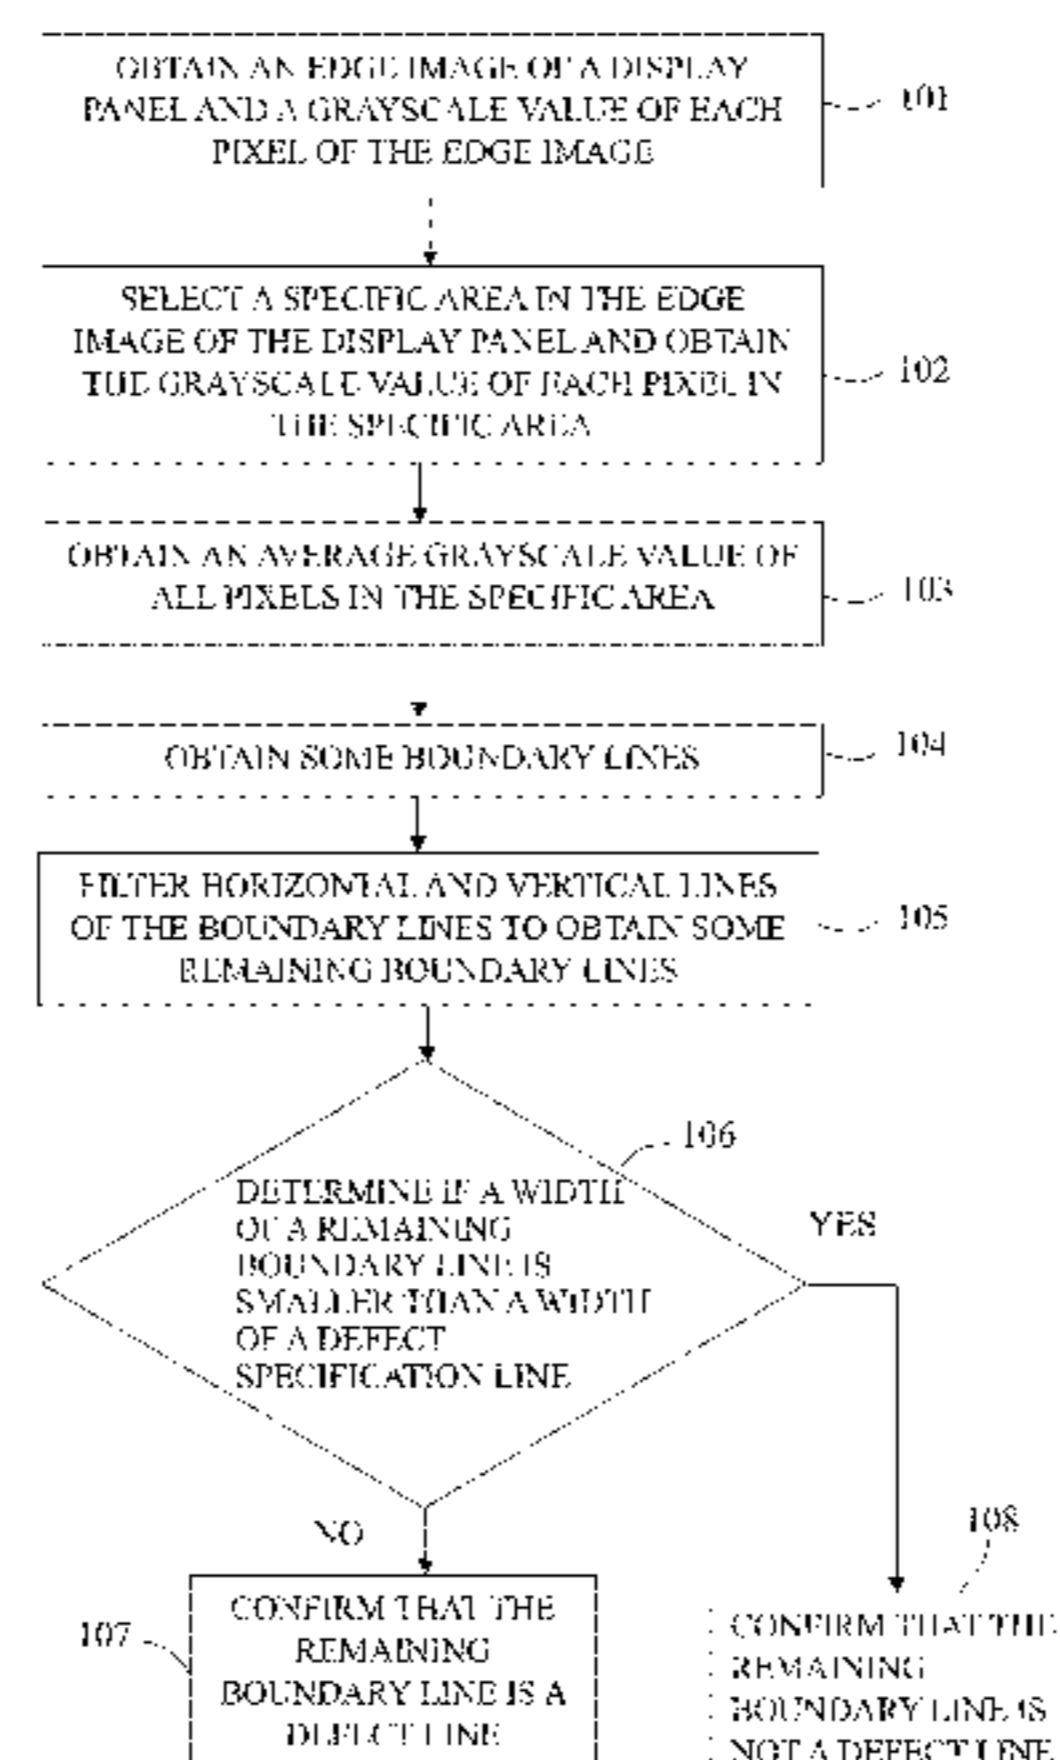 OBTAIN AN EDGE IMAGE OF A DISPLAY
PANEL AND A GRAYSCALE VALUE OF EACH
PIXEL OF THE EDGE IMAGE
101
SELECT A SPECIFIC AREA IN THE EDGE
IMAGE OF THE DISPLAY PANEL AND OBTAIN
THE GRAYSCALE VALUE OF EACH PIXEL IN
THE SPECIFIC AREA
102
OBTAIN AN AVERAGE GRAYSCALE VALUE OF
ALL PIXELS IN THE SPECIFIC AREA
103
OBTAIN SOME BOUNDARY LINES
104
FILTER HORIZONTAL AND VERTICAL LINES
OF THE BOUNDARY LINES TO OBTAIN SOME
REMAINING BOUNDARY LINES
105
106
DETERMINE IF A WIDTH
OF A REMAINING
BOUNDARY LINE IS
SMALLER THAN A WIDTH
OF A DEFECT
SPECIFICATION LINE
YES
NO
107
CONFIRM THAT THE
REMAINING
BOUNDARY LINE IS A
DEFECT LINE
108
CONFIRM THAT THE
REMAINING
BOUNDARY LINE IS
NOT A DEFECT LINE